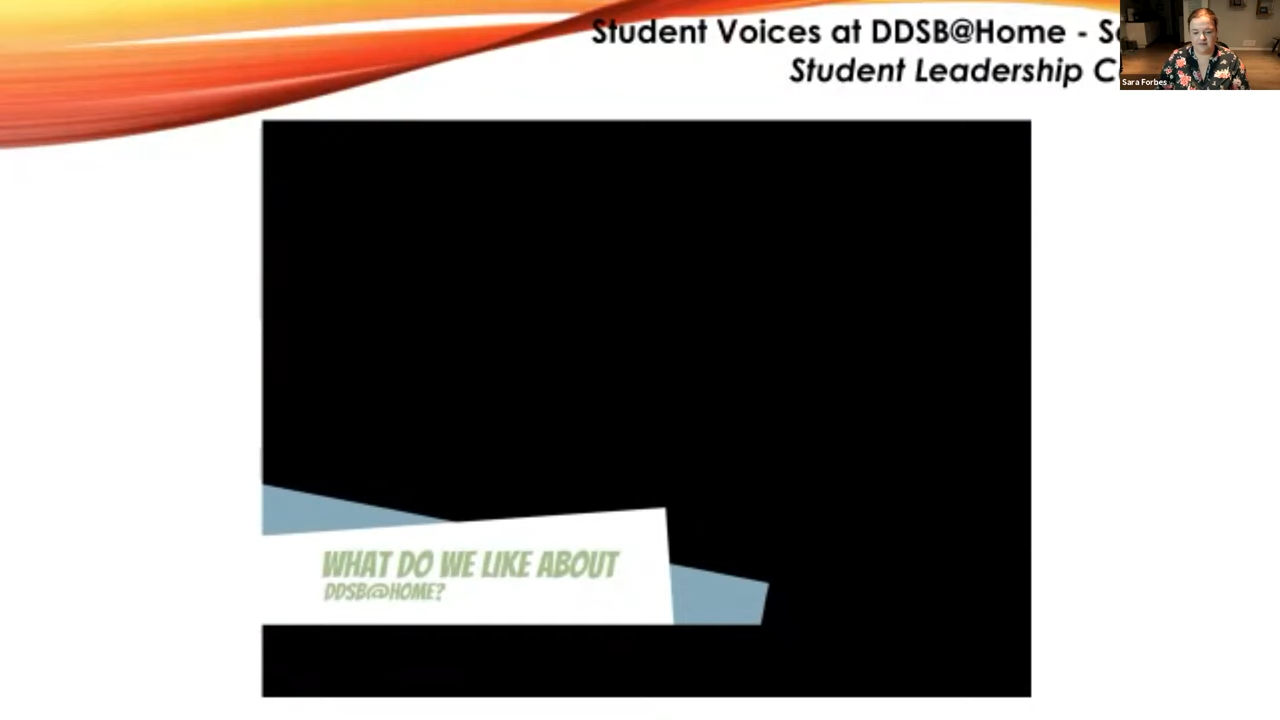 Student Voices at DDSB@Home -
Student Leadership
Sara Forbes
WHAT DO WE LIKE ABOUT
DDSB@HOME?